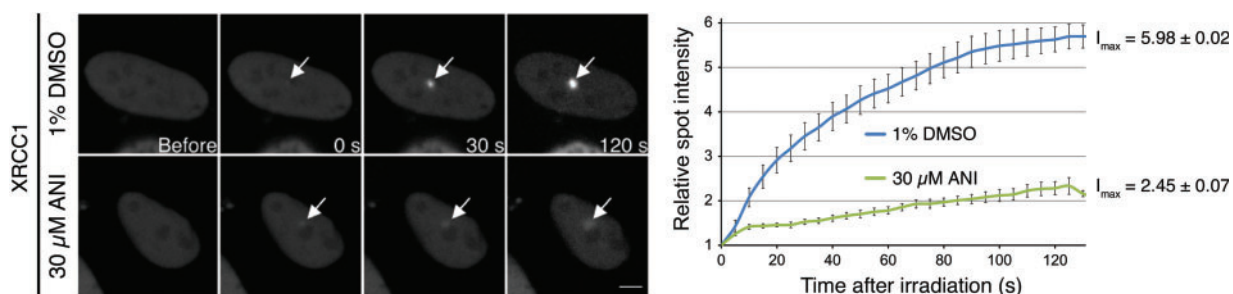 XRCC1
1% DMSO
Before
0 s
30 s
120 s
30 µM ANI
Relative spot intensity
6
5
4
3
2
1
1% DMSO
30 µM ANI
0 20 40 60 80 100 120
Time after irradiation (s)
Imax = 5.98 ± 0.02
Imax = 2.45 ± 0.07